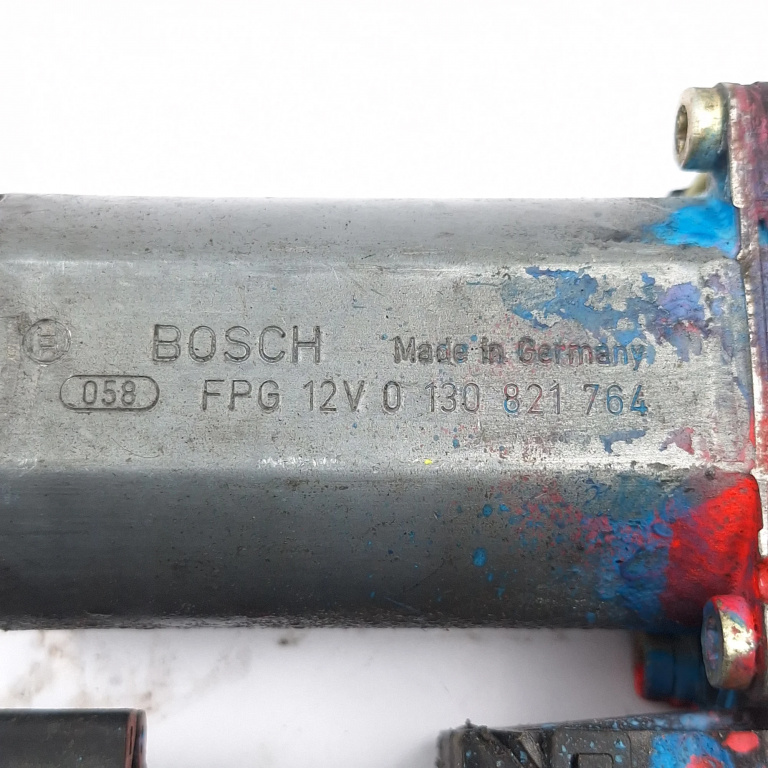 BOSCH Made in Germany
058 FPG 12V 0 130 821 764